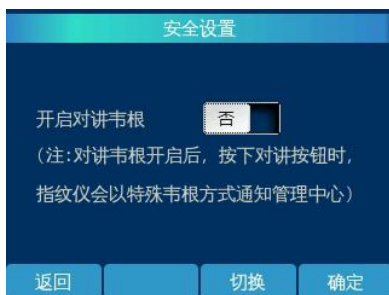 安全设置
开启对讲韦根 否
(注:对讲韦根开启后，按下对讲按钮时，
指纹仪会以特殊韦根方式通知管理中心)
返回 切换 确定